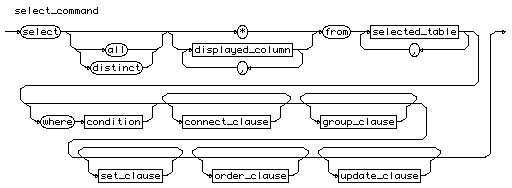 select_command
select * from selected_table
all displayed_column ,
distinct ,
where condition connect_clause group_clause
set_clause order_clause update_clause